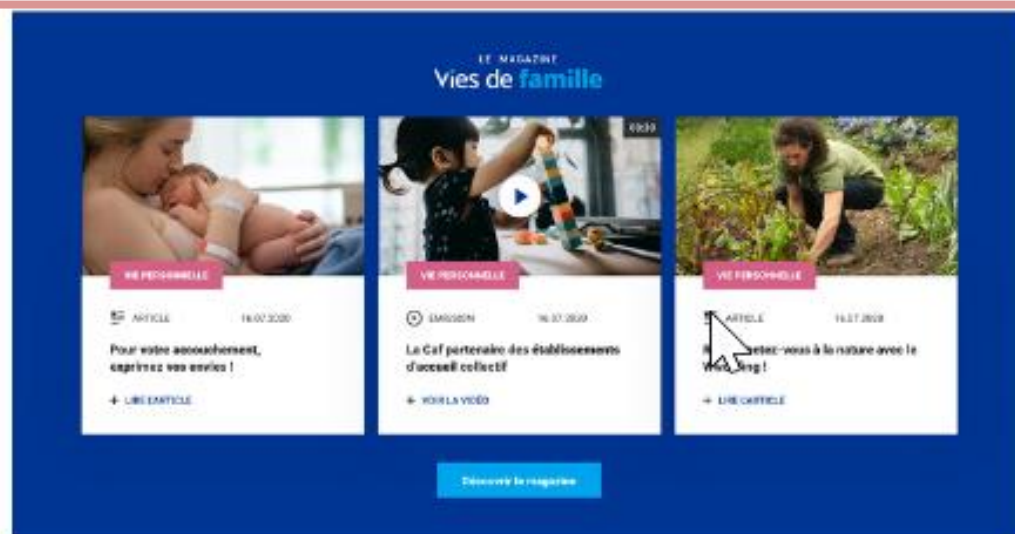 LE MAGAZINE
Vies de famille
03:30
VIE PERSONNELLE
ARTICLE 16.07.2020
Pour votre accouchement,
exprimez vos envies !
+ LIRE L'ARTICLE
VIE PERSONNELLE
EMISSION 16.07.2020
La Caf partenaire des établissements
d'accueil collectif
+ VOIR LA VIDÉO
VIE PERSONNELLE
ARTICLE 16.07.2020
à la nature avec le
+ LIRE L'ARTICLE
Découvrir le magazine